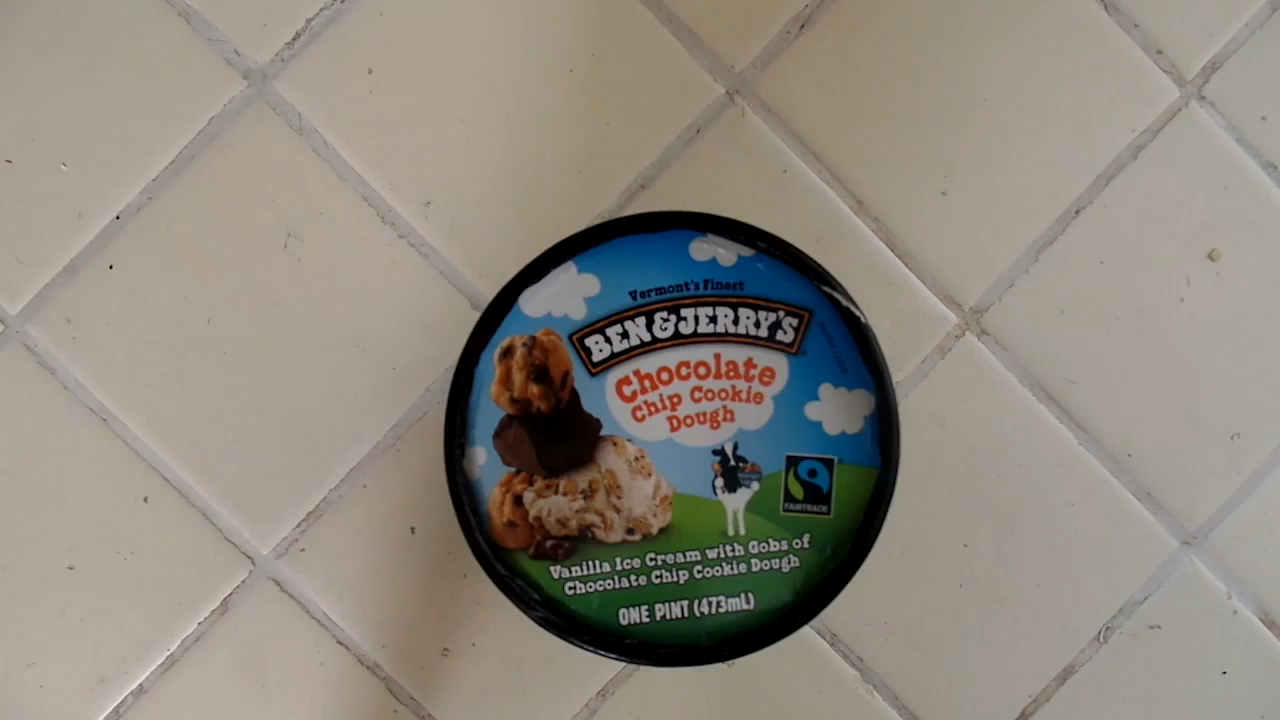 Vermont's Finest
BEN & JERRY'S
Chocolate
Chip Cookie
Dough
FAIRTRADE
Vanilla Ice Cream with Gobs of
Chocolate Chip Cookie Dough
ONE PINT (473mL)